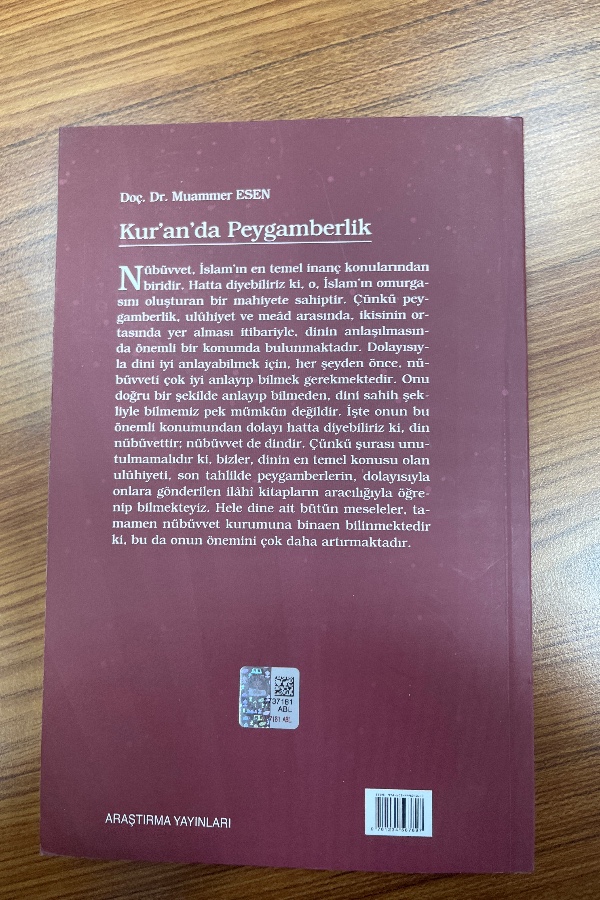 Doç. Dr. Muammer ESEN
Kur'an'da Peygamberlik
Nübüvvet, İslam'ın en temel inanç konularından
biridir. Hatta diyebiliriz ki, o, İslam'ın omurga-
sını oluşturan bir mahiyete sahiptir. Çünkü pey-
gamberlik, ulûhiyet ve meâd arasında, ikisinin or-
tasında yer alması itibariyle, dinin anlaşılmasın-
da önemli bir konumda bulunmaktadır. Dolayısıy-
la dini iyi anlayabilmek için, her şeyden önce, nü-
büvveti çok iyi anlayıp bilmek gerekmektedir. Onu
doğru bir şekilde anlayıp bilmeden, dini sahih şek-
liyle bilmemiz pek mümkün değildir. İşte onun bu
önemli konumundan dolayı hatta diyebiliriz ki, din
nübüvvettir; nübüvvet de dindir. Çünkü şurası unu-
tulmamalıdır ki, bizler, dinin en temel konusu olan
ulûhiyeti, son tahlilde peygamberlerin, dolayısıyla
onlara gönderilen ilâhi kitapların aracılığıyla öğre-
nip bilmekteyiz. Hele dine ait bütün meseleler, ta-
mamen nübüvvet kurumuna binaen bilinmektedir
ki, bu da onun önemini çok daha artırmaktadır.
37161
ABL
37161 ABL
ARAŞTIRMA YAYINLARI